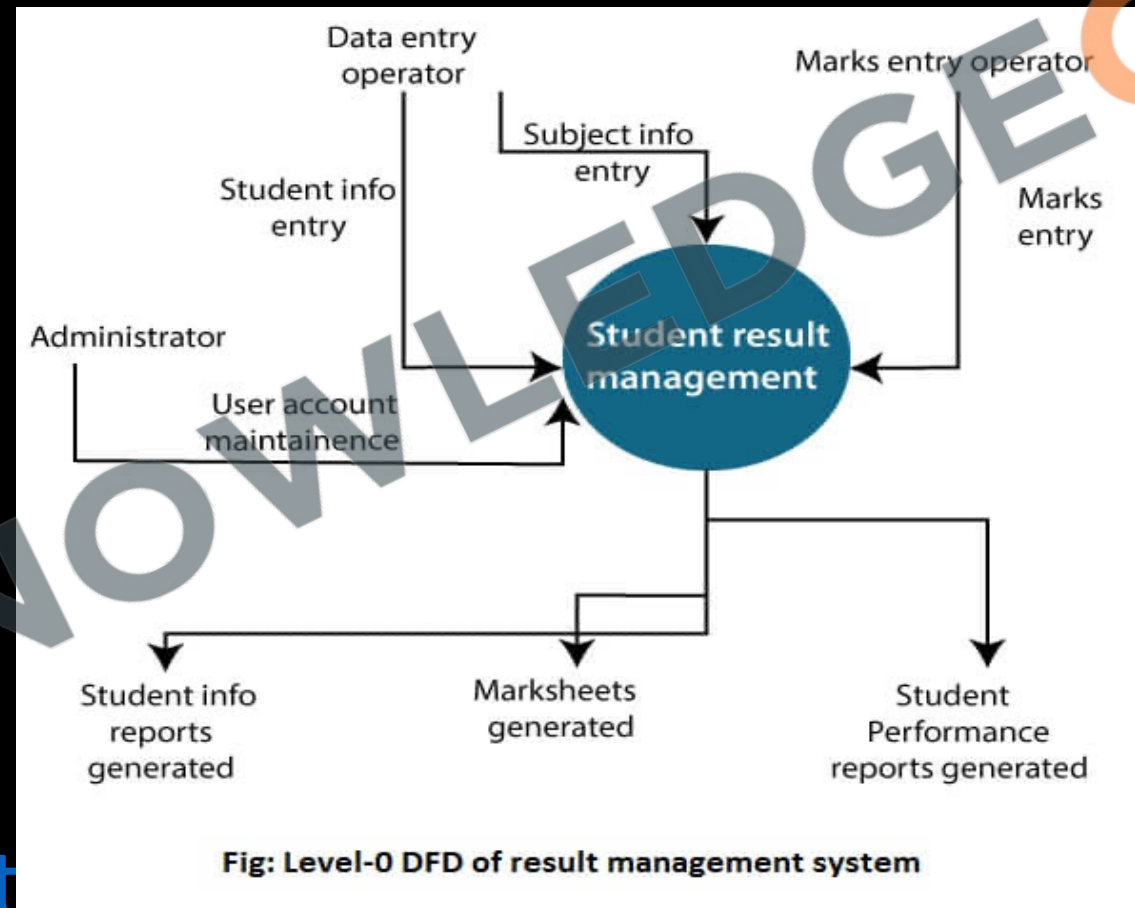 Data entry
operator
Marks entry operator
Subject info
entry
Student info
entry
Marks
entry
Administrator
Student result
management
User account
maintainence
Student info
reports
generated
Marksheets
generated
Student
Performance
reports generated
Fig: Level-0 DFD of result management system